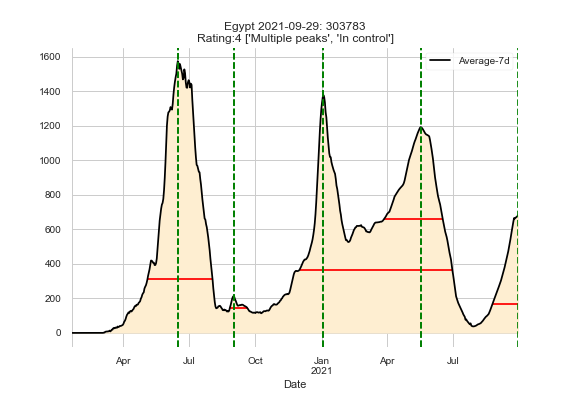 Egypt 2021-09-29: 303783
Rating:4 ['Multiple peaks', 'In control']
Average-7d
1600
1400
1200
1000
800
600
400
200
0
Apr
Jul
Oct
Jan
2021
Apr
Jul
Date